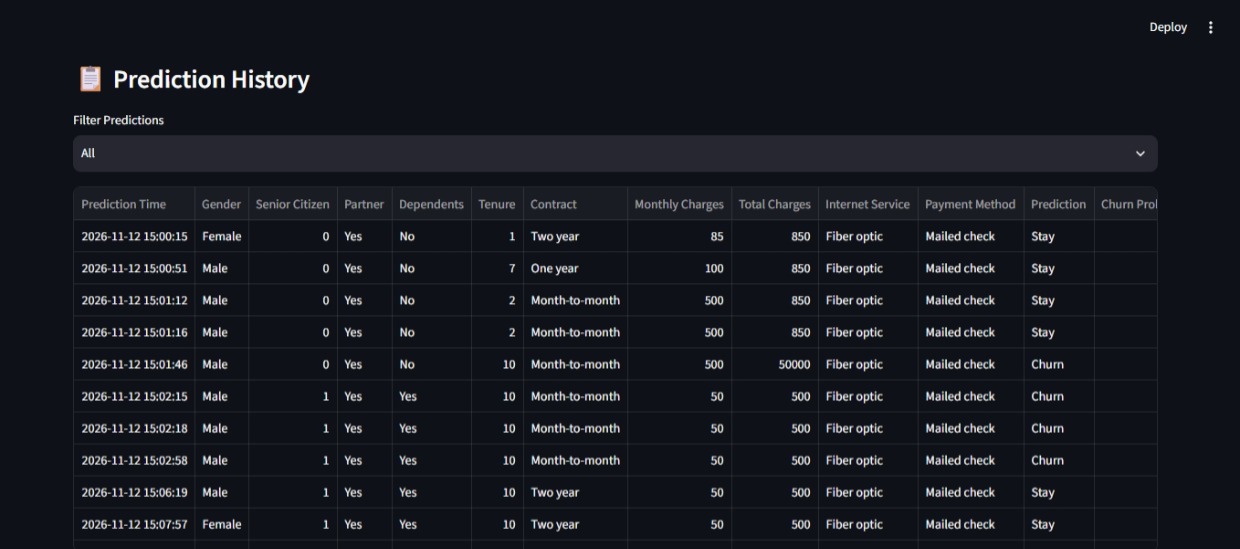 Deploy
Prediction History
Filter Predictions
All
Prediction Time Gender Senior Citizen Partner Dependents Tenure Contract Monthly Charges Total Charges Internet Service Payment Method Prediction Churn
2026-11-12 15:00:15 Female 0 Yes No 1 Two year 85 850 Fiber optic Mailed check Stay
2026-11-12 15:00:51 Male 0 Yes No 7 One year 100 850 Fiber optic Mailed check Stay
2026-11-12 15:01:12 Male 0 Yes No 2 Month-to-month 500 850 Fiber optic Mailed check Stay
2026-11-12 15:01:16 Male 0 Yes No 2 Month-to-month 500 850 Fiber optic Mailed check Stay
2026-11-12 15:01:46 Male 0 Yes No 10 Month-to-month 500 50000 Fiber optic Mailed check Churn
2026-11-12 15:02:15 Male 1 Yes Yes 10 Month-to-month 50 500 Fiber optic Mailed check Churn
2026-11-12 15:02:18 Male 1 Yes Yes 10 Month-to-month 50 500 Fiber optic Mailed check Churn
2026-11-12 15:02:58 Male 1 Yes Yes 10 Month-to-month 50 500 Fiber optic Mailed check Churn
2026-11-12 15:06:19 Male 1 Yes Yes 10 Two year 50 500 Fiber optic Mailed check Stay
2026-11-12 15:07:57 Female 1 Yes Yes 10 Two year 50 500 Fiber optic Mailed check Stay